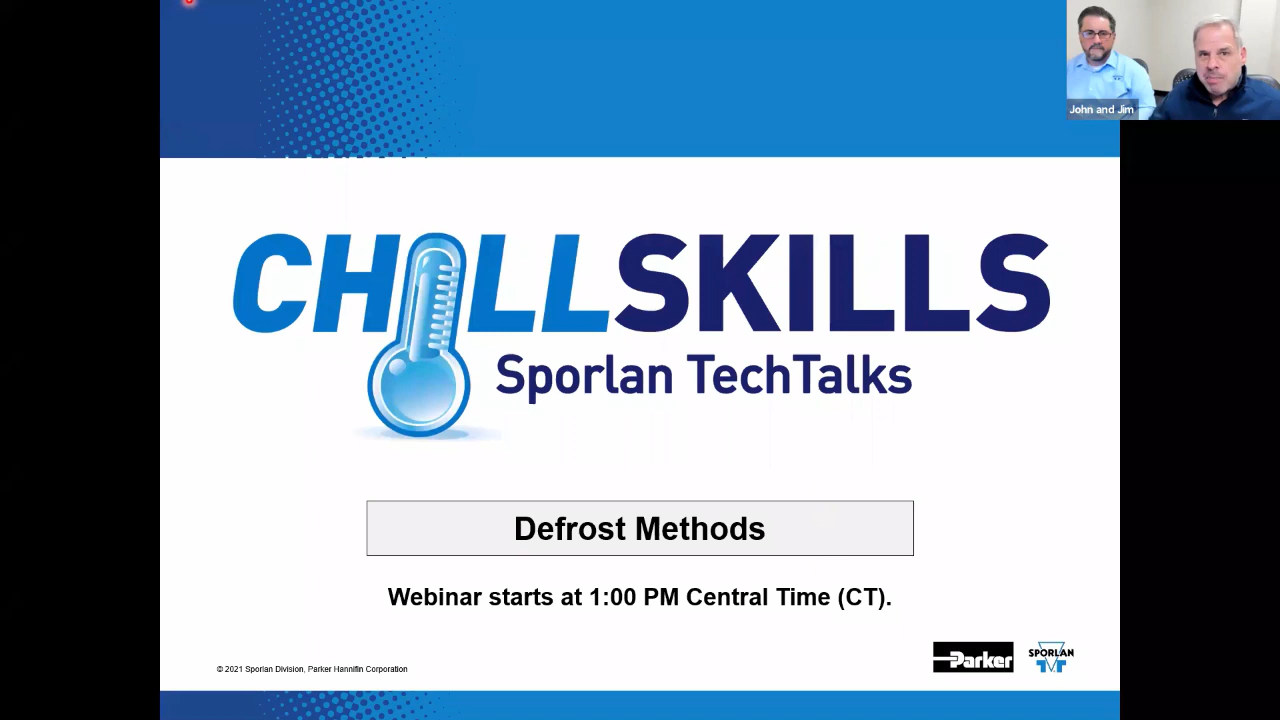 John and Jim
CHILLSKILLS
Sporlan TechTalks
Defrost Methods
Webinar starts at 1:00 PM Central Time (CT).
© 2021 Sporlan Division, Parker Hannifin Corporation
Parker
SPORLAN